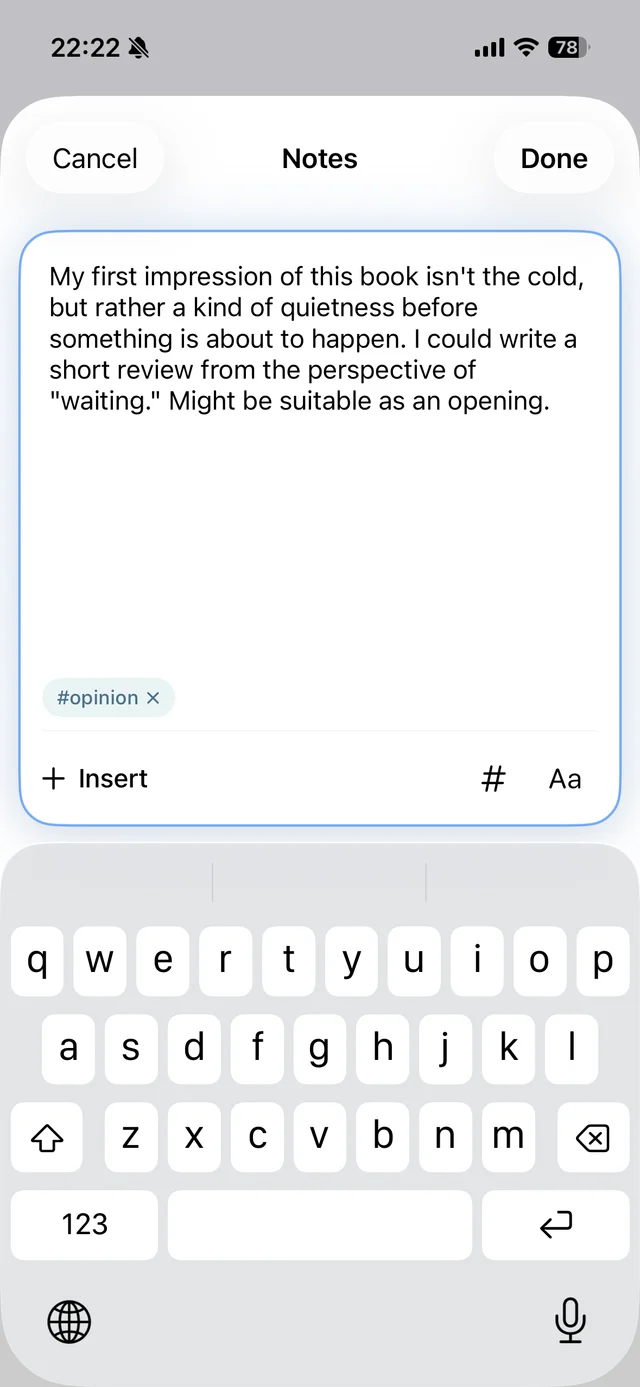 22:22
78
Cancel
Notes
Done
My first impression of this book isn't the cold,
but rather a kind of quietness before
something is about to happen. I could write a
short review from the perspective of
"waiting." Might be suitable as an opening.
#opinion ×
+ Insert
# Aa
q w e r t y u i o p
a s d f g h j k l
z x c v b n m
123